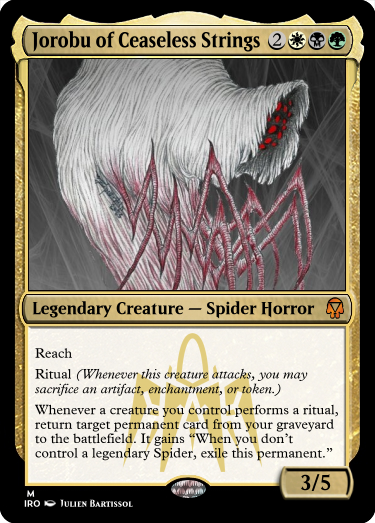 Jorobu of Ceaseless Strings 2
Legendary Creature — Spider Horror
Reach
Ritual (Whenever this creature attacks, you may
sacrifice an artifact, enchantment, or token.)
Whenever a creature you control performs a ritual,
return target permanent card from your graveyard
to the battlefield. It gains “When you don’t
control a legendary Spider, exile this permanent.”
3/5
M
IRO Julien Bartissol